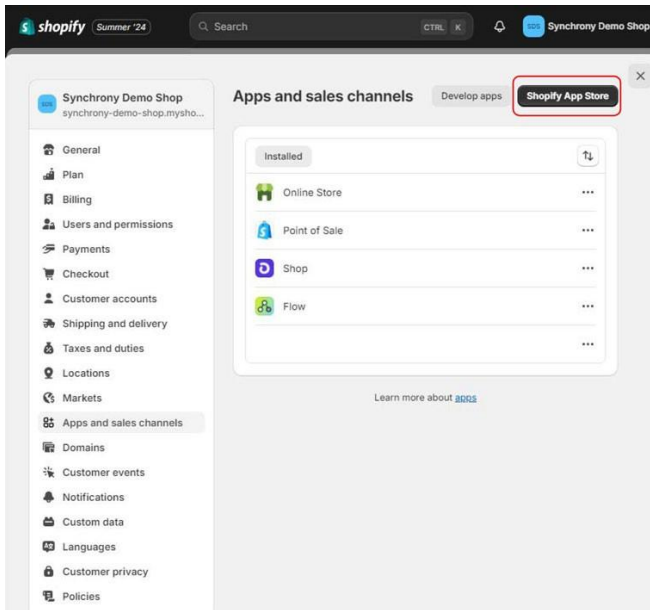 shopify Summer '24 Search CTRL K SDS Synchrony Demo Shop
SDS Synchrony Demo Shop
synchrony-demo-shop.mysho...
General
Plan
Billing
Users and permissions
Payments
Checkout
Customer accounts
Shipping and delivery
Taxes and duties
Locations
Markets
Apps and sales channels
Domains
Customer events
Notifications
Custom data
Languages
Customer privacy
Policies
Apps and sales channels Develop apps Shopify App Store
Installed
Online Store
Point of Sale
Shop
Flow
Learn more about apps